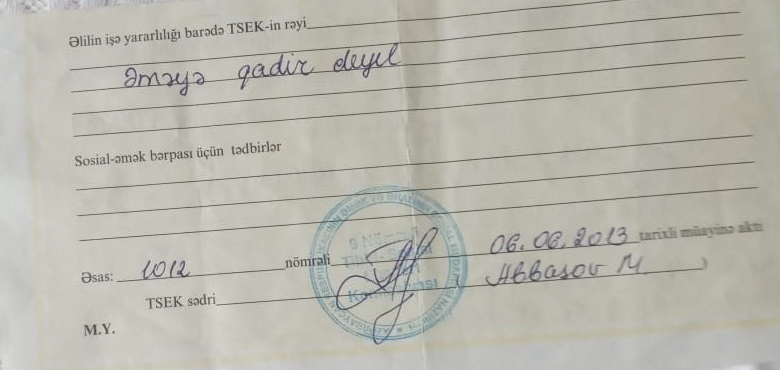 Əlilin işə yararlılığı barədə TSEK-in rəyi
Əməyə qadir deyil
Sosial-əmək bərpası üçün tədbirlər
Əsas: 1012 nömrəli 06.06.2013 tarixli müayinə aktı
TSEK sədri Abbasov M
M.Y.